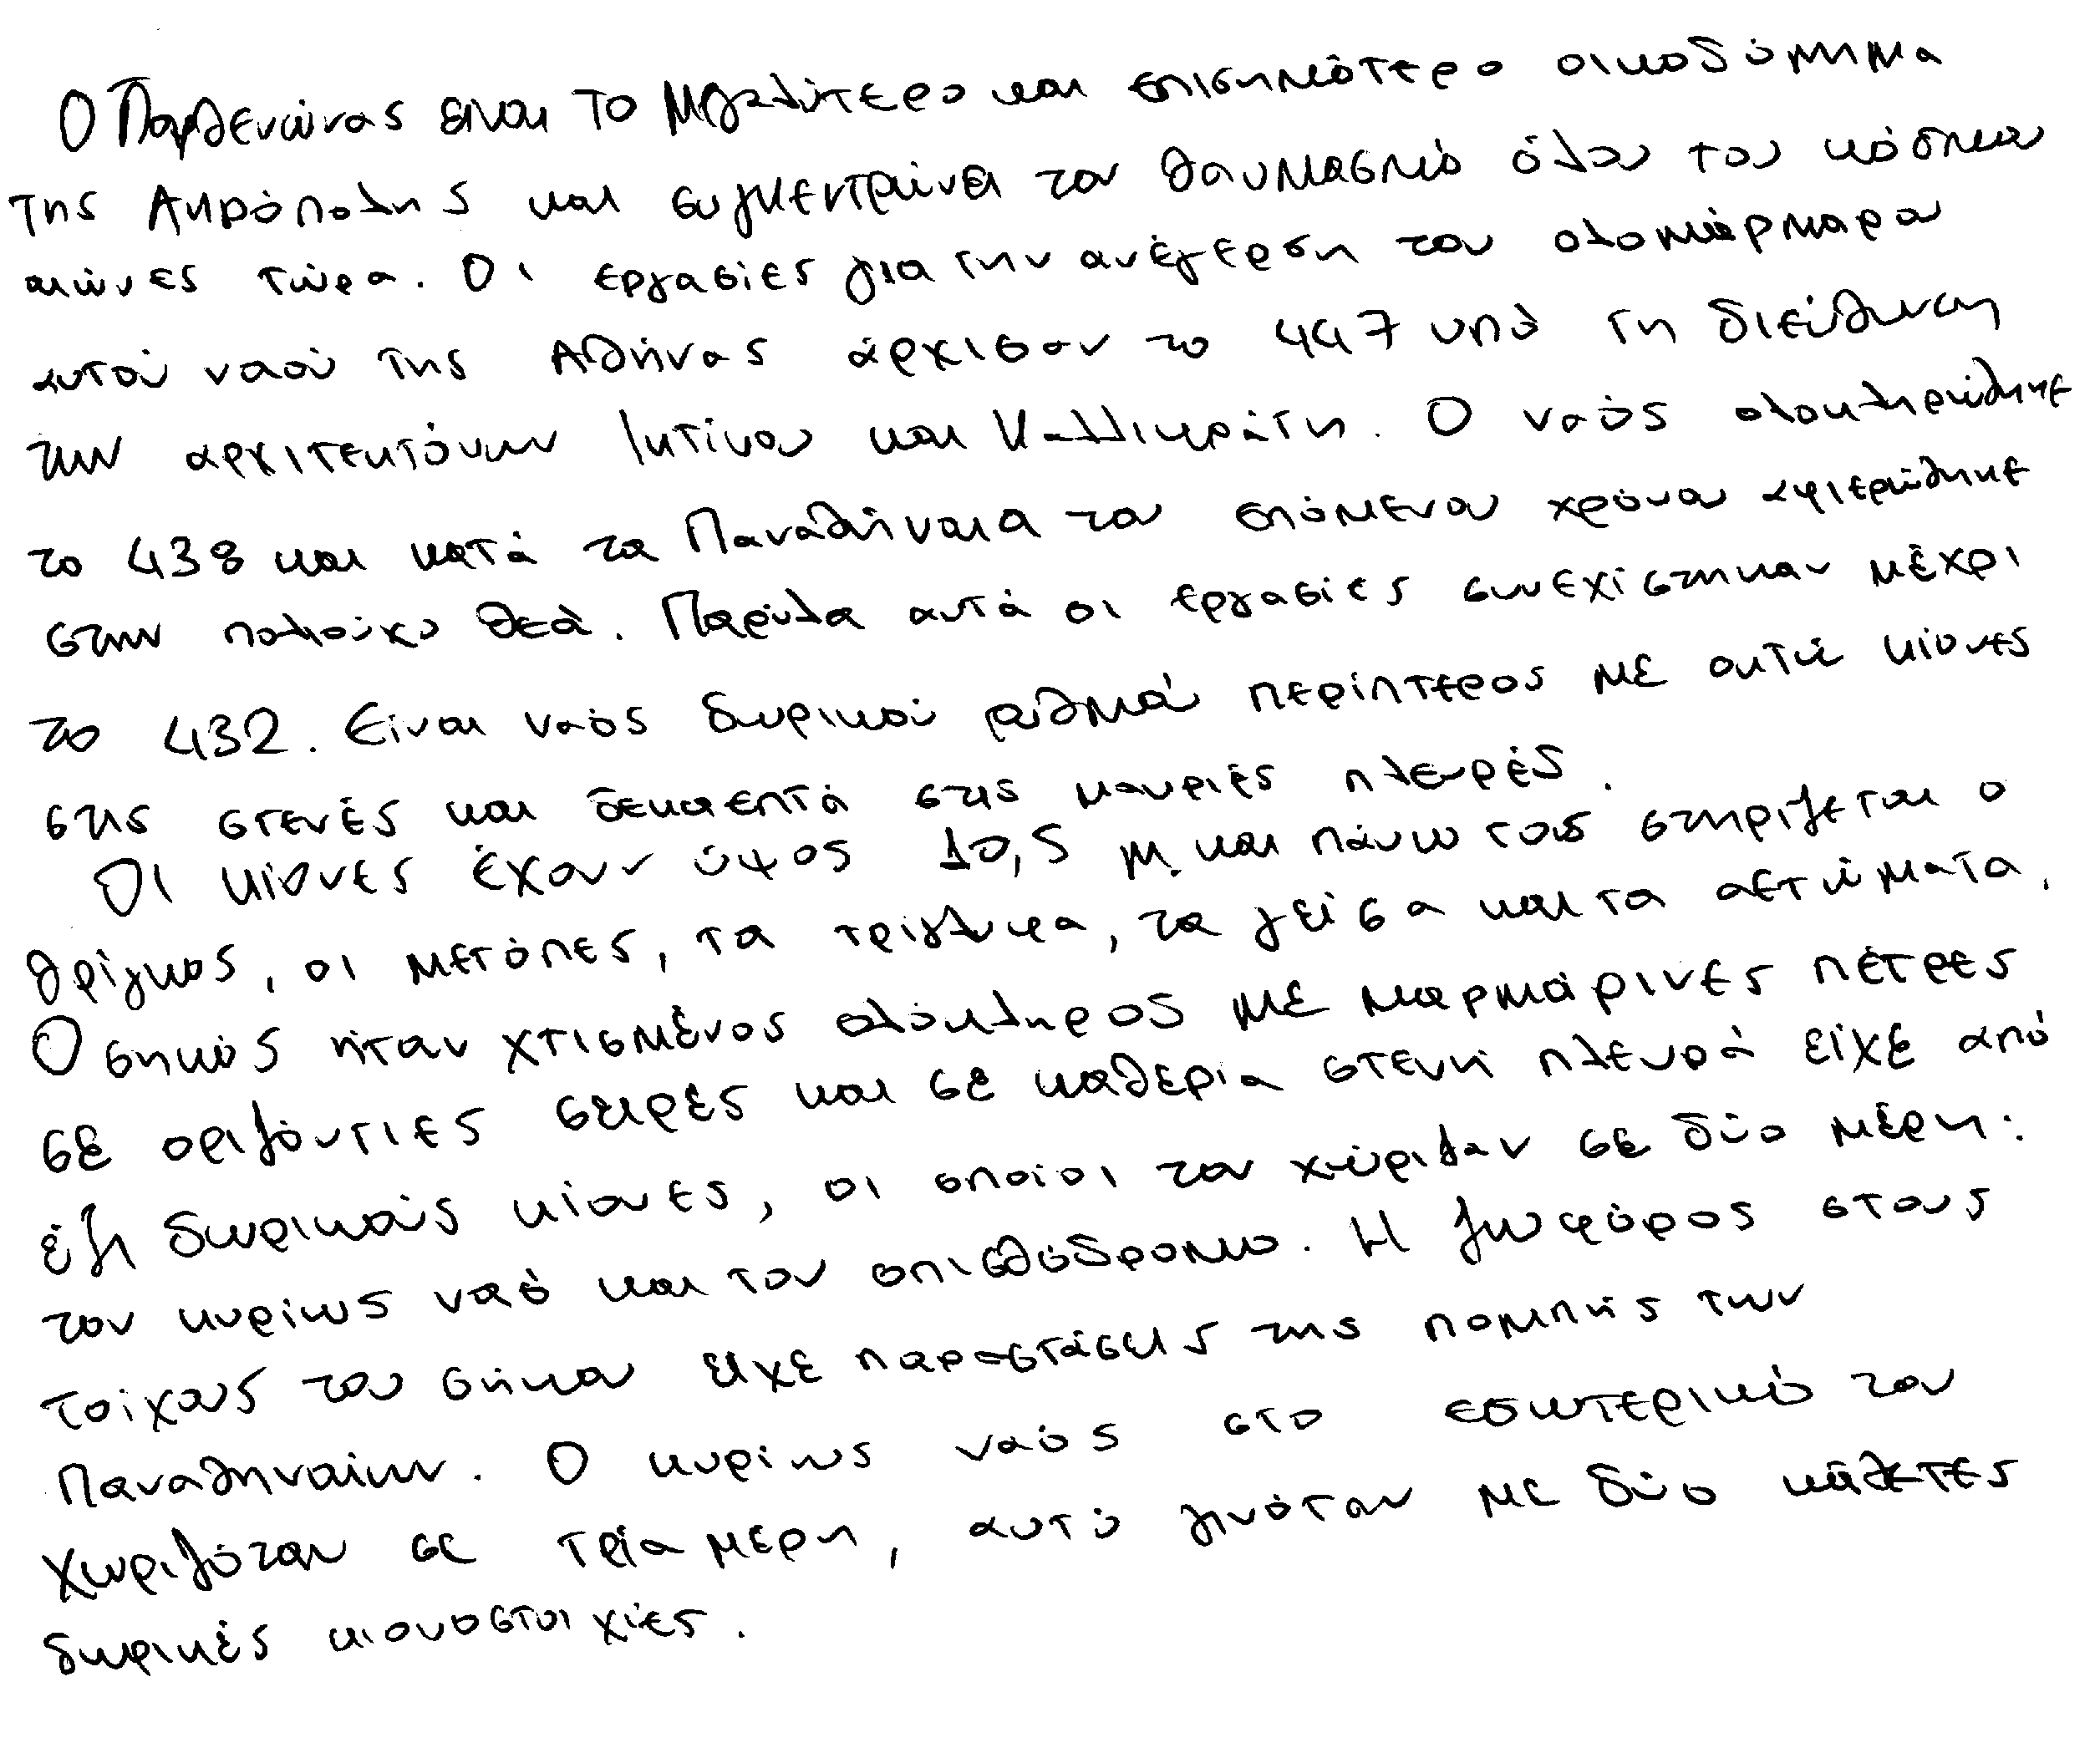 Ο Παρθενώνας είναι το μεγαλύτερο και επισημότερο οικοδόμημα
της Ακρόπολης και συγκεντρώνει τον θαυμασμό όλου του κόσμου
αιώνες τώρα. Οι εργασίες για την ανέγερση του ολομάρμαρου
αυτού ναού της Αθήνας άρχισαν το 447 υπό τη διεύθυνση
των αρχιτεκτόνων Ικτίνου και Καλλικράτη. Ο ναός ολοκληρώθηκε
το 438 και κατά τα Παναθήναια του επόμενου χρόνου αφιερώθηκε
στην πολιούχο θεά. Παρόλα αυτά οι εργασίες συνεχίστηκαν μέχρι
το 432. Είναι ναός δωρικού ρυθμού περίπτερος με οκτώ κίονες
στις στενές και δεκαεπτά στις μακριές πλευρές.
Οι κίονες έχουν ύψος 10,5 μ. και πάνω τους στηρίζεται ο
θρίγκος, οι μετόπες, τα τρίγλυφα, τα γείσα και τα αετώματα.
Ο σηκός ήταν χτισμένος ολόκληρος με μαρμάρινες πέτρες
σε οριζόντιες σειρές και σε καθεμία στενή πλευρά είχε από
έξι δωρικούς κίονες, οι οποίοι τον χώριζαν σε δύο μέρη:
τον κυρίως ναό και τον οπισθόδρομο. Η ζωφόρος στους
τοίχους του σήκου είχε παραστάσεις της πομπής των
Παναθηναίων. Ο κυρίως ναός στο εσωτερικό του
χωριζόταν σε τρία μέρη, αυτό γινόταν με δύο κάθετες
δωρικές κιονοστοιχίες.